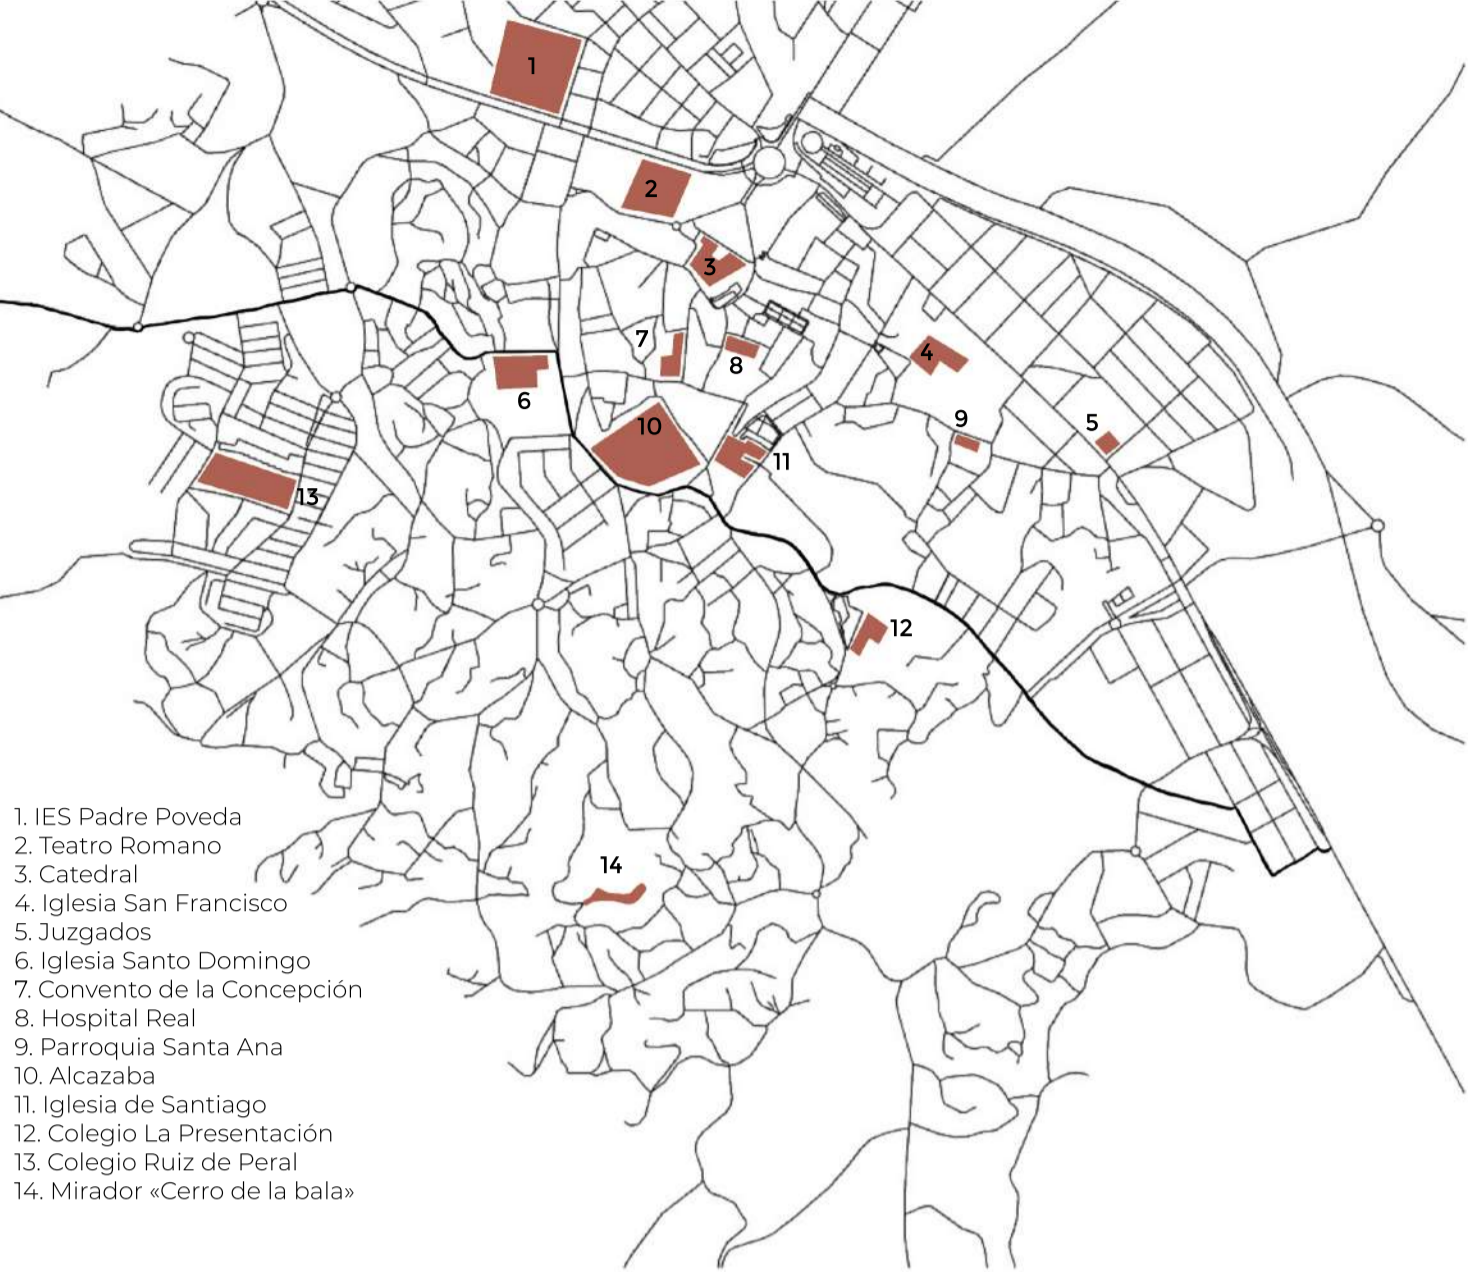 1
2
3
4
5
6
7
8
9
10
11
12
13
14
1. IES Padre Poveda
2. Teatro Romano
3. Catedral
4. Iglesia San Francisco
5. Juzgados
6. Iglesia Santo Domingo
7. Convento de la Concepción
8. Hospital Real
9. Parroquia Santa Ana
10. Alcazaba
11. Iglesia de Santiago
12. Colegio La Presentación
13. Colegio Ruiz de Peral
14. Mirador «Cerro de la bala»